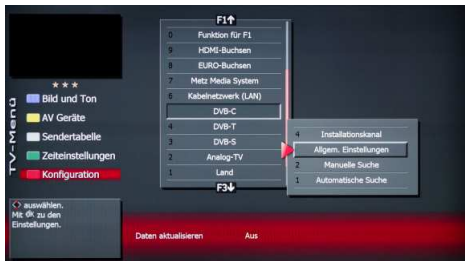 F1↑
0 Funktion für F1
9 HDMI-Buchsen
8 EURO-Buchsen
7 Metz Media System
6 Kabelnetzwerk (LAN)
DVB-C
4 DVB-T
3 DVB-S
2 Analog-TV
1 Land
F3↓
4 Installationskanal
Allgem. Einstellungen
2 Manuelle Suche
1 Automatische Suche
TV-Menü
Bild und Ton
AV Geräte
Sendertabelle
Zeiteinstellungen
Konfiguration
auswählen.
Mit ok zu den
Einstellungen.
Daten aktualisieren Aus